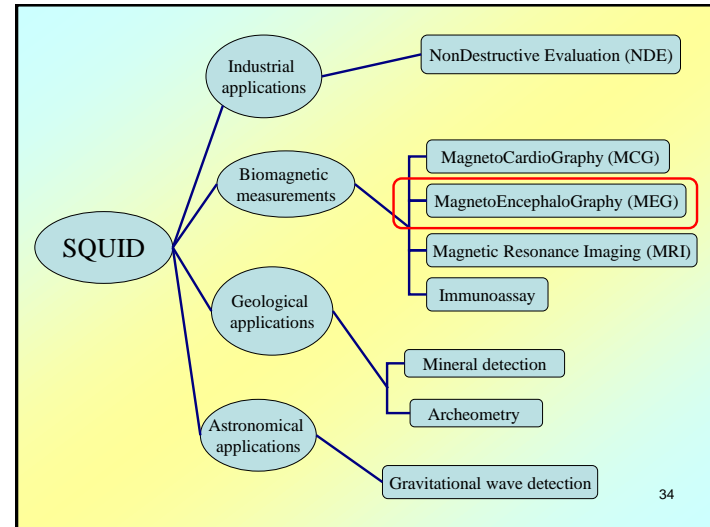 SQUID
Industrial
applications
NonDestructive Evaluation (NDE)
Biomagnetic
measurements
MagnetoCardioGraphy (MCG)
MagnetoEncephaloGraphy (MEG)
Magnetic Resonance Imaging (MRI)
Immunoassay
Geological
applications
Mineral detection
Archeometry
Astronomical
applications
Gravitational wave detection
34